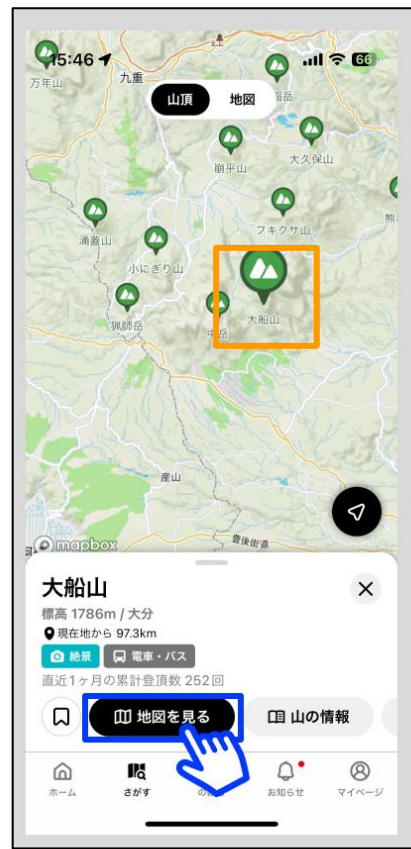 15:46
66
万年山
九重
山頂
地図
岳
崩平山
大久保山
涌蓋山
フキクサ山
小にぎり山
猟師岳
中岳
大船山
産山
豊後街道
mapbox
大船山
標高 1786m / 大分
現在地から 97.3km
絶景
電車・バス
直近1ヶ月の累計登頂数 252回
地図を見る
山の情報
ホーム
さがす
お知らせ
マイページ